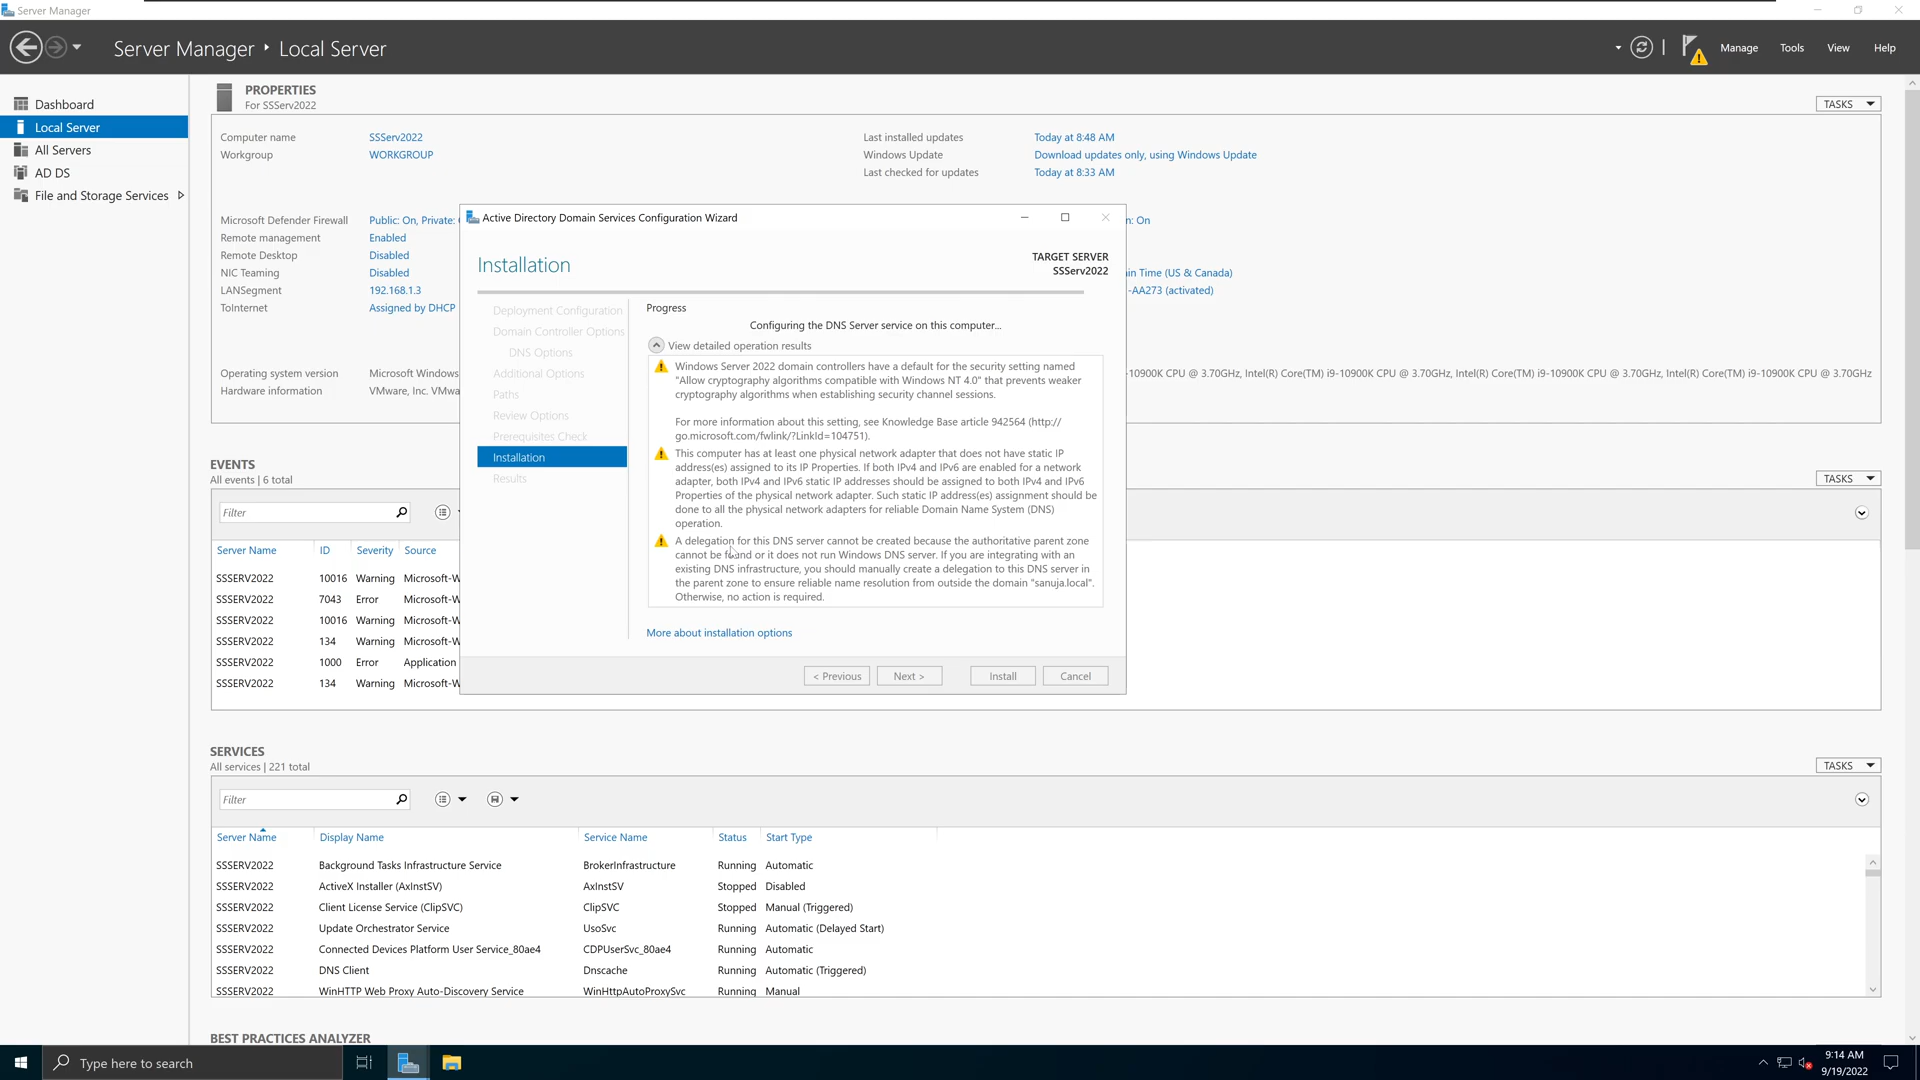 Server Manager
Server Manager ‣ Local Server
Manage
Tools
View
Help
Dashboard
Local Server
All Servers
AD DS
File and Storage Services
PROPERTIES
For SSServ2022
TASKS
Computer name SSServ2022
Workgroup WORKGROUP
Last installed updates Today at 8:48 AM
Windows Update Download updates only, using Windows Update
Last checked for updates Today at 8:33 AM
Microsoft Defender Firewall Public: On, Private:
Remote management Enabled
Remote Desktop Disabled
NIC Teaming Disabled
LANSegment 192.168.1.3
ToInternet Assigned by DHCP
n: On
Time (US & Canada)
-AA273 (activated)
Operating system version Microsoft Windows
Hardware information VMware, Inc. VMwa
-10900K CPU @ 3.70GHz, Intel(R) Core(TM) i9-10900K CPU @ 3.70GHz, Intel(R) Core(TM) i9-10900K CPU @ 3.70GHz, Intel(R) Core(TM) i9-10900K CPU @ 3.70GHz
Active Directory Domain Services Configuration Wizard
Installation
TARGET SERVER
SSServ2022
Deployment Configuration
Domain Controller Options
DNS Options
Additional Options
Paths
Review Options
Prerequisites Check
Installation
Results
Progress
Configuring the DNS Server service on this computer...
View detailed operation results
Windows Server 2022 domain controllers have a default for the security setting named
"Allow cryptography algorithms compatible with Windows NT 4.0" that prevents weaker
cryptography algorithms when establishing security channel sessions.
For more information about this setting, see Knowledge Base article 942564 (http://
go.microsoft.com/fwlink/?LinkId=104751).
This computer has at least one physical network adapter that does not have static IP
address(es) assigned to its IP Properties. If both IPv4 and IPv6 are enabled for a network
adapter, both IPv4 and IPv6 static IP addresses should be assigned to both IPv4 and IPv6
Properties of the physical network adapter. Such static IP address(es) assignment should be
done to all the physical network adapters for reliable Domain Name System (DNS)
operation.
A delegation for this DNS server cannot be created because the authoritative parent zone
cannot be found or it does not run Windows DNS server. If you are integrating with an
existing DNS infrastructure, you should manually create a delegation to this DNS server in
the parent zone to ensure reliable name resolution from outside the domain "sanuja.local".
Otherwise, no action is required.
More about installation options
< Previous
Next >
Install
Cancel
EVENTS
All events | 6 total
TASKS
Filter
Server Name ID Severity Source
SSSERV2022 10016 Warning Microsoft-W
SSSERV2022 7043 Error Microsoft-W
SSSERV2022 10016 Warning Microsoft-W
SSSERV2022 134 Warning Microsoft-W
SSSERV2022 1000 Error Application
SSSERV2022 134 Warning Microsoft-W
SERVICES
All services | 221 total
TASKS
Filter
Server Name Display Name Service Name Status Start Type
SSSERV2022 Background Tasks Infrastructure Service BrokerInfrastructure Running Automatic
SSSERV2022 ActiveX Installer (AxInstSV) AxInstSV Stopped Disabled
SSSERV2022 Client License Service (ClipSVC) ClipSVC Stopped Manual (Triggered)
SSSERV2022 Update Orchestrator Service UsoSvc Running Automatic (Delayed Start)
SSSERV2022 Connected Devices Platform User Service_80ae4 CDPUserSvc_80ae4 Running Automatic
SSSERV2022 DNS Client Dnscache Running Automatic (Triggered)
SSSERV2022 WinHTTP Web Proxy Auto-Discovery Service WinHttpAutoProxySvc Running Manual
BEST PRACTICES ANALYZER
Type here to search
9:14 AM
9/19/2022